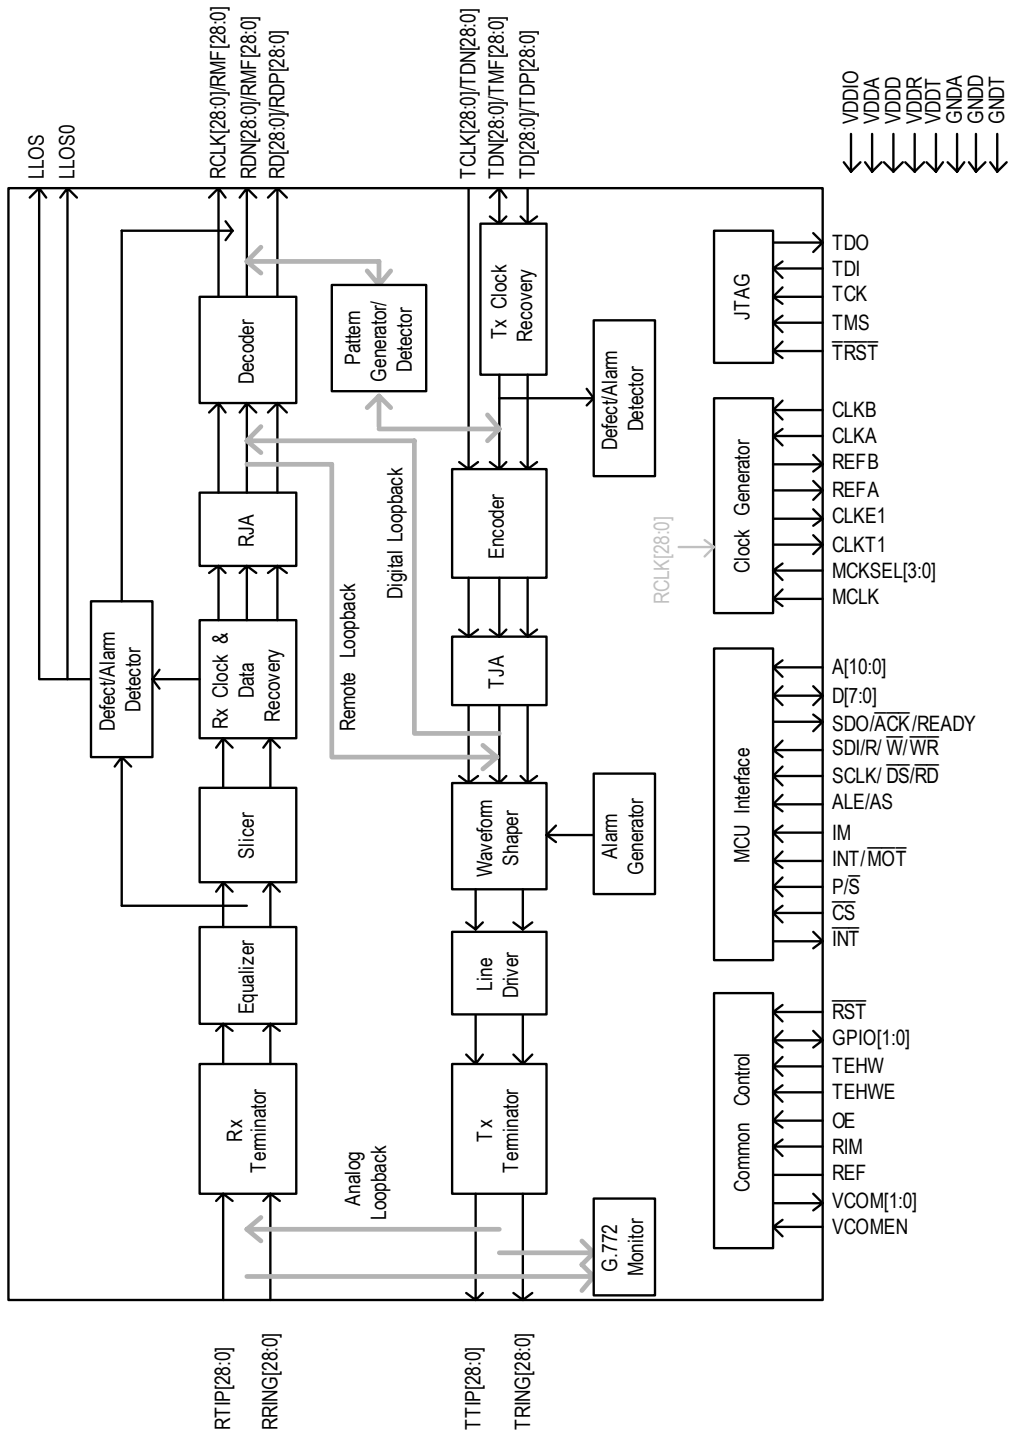 LLOS
LLOS0
RCLK[28:0]/RMF[28:0]
RDN[28:0]/RMF[28:0]
RD[28:0]/RDP[28:0]
TCLK[28:0]/TDN[28:0]
TDN[28:0]/TMF[28:0]
TD[28:0]/TDP[28:0]
VDDIO
VDDA
VDDD
VDDR
VDDT
GNDA
GNDD
GNDT
Defect/Alarm
Detector
Decoder
RJA
Rx Clock &
Data
Recovery
Slicer
Equalizer
Rx
Terminator
Pattern
Generator/
Detector
Digital Loopback
Remote Loopback
Analog
Loopback
Tx Clock
Recovery
Encoder
TJA
Waveform
Shaper
Line
Driver
Tx
Terminator
Defect/Alarm
Detector
Alarm
Generator
G.772
Monitor
RCLK[28:0]
JTAG
TDO
TDI
TCK
TMS
TRST
Clock Generator
CLKB
CLKA
REFB
REFA
CLKE1
CLKT1
MCKSEL[3:0]
MCLK
MCU Interface
A[10:0]
D[7:0]
SDO/ACK/READY
SDI/R/ W/WR
SCLK/ DS/RD
ALE/AS
IM
INT/MOT
P/S
CS
INT
Common Control
RST
GPIO[1:0]
TEHW
TEHWE
OE
RIM
REF
VCOM[1:0]
VCOMEN
RTIP[28:0]
RRING[28:0]
TTIP[28:0]
TRING[28:0]